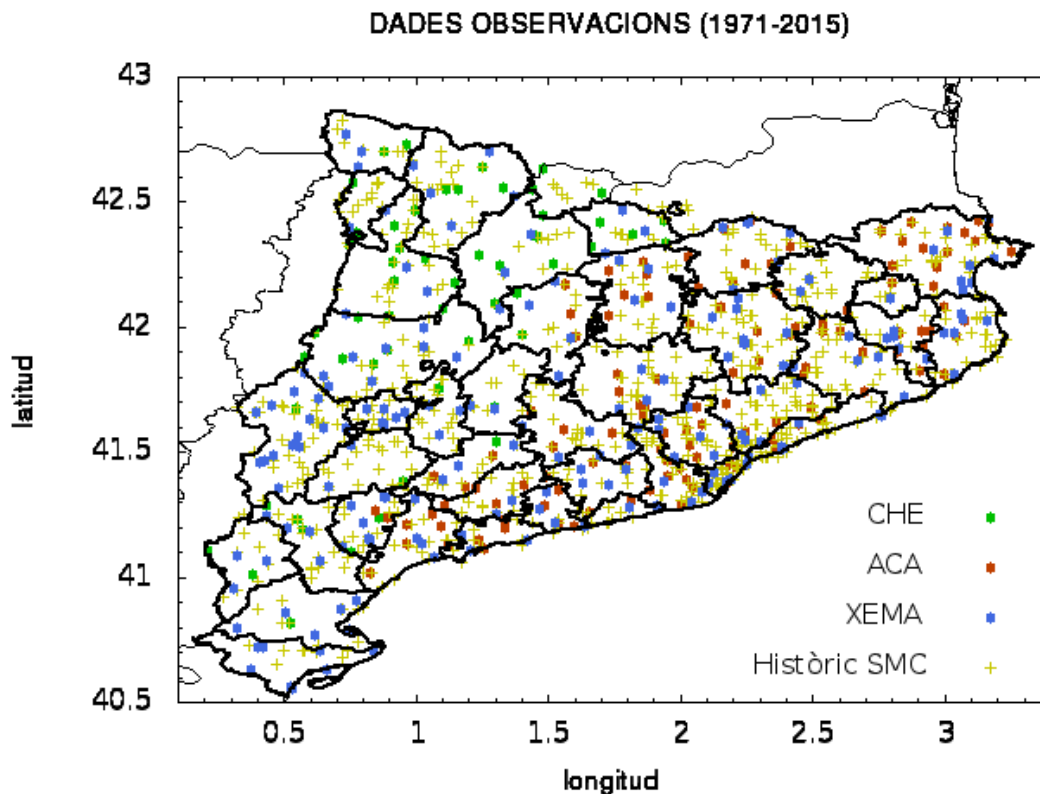 DADES OBSERVACIONS (1971-2015)
43
42.5
42
41.5
41
40.5
latitud
CHE
ACA
XEMA
Històric SMC
0.5
1
1.5
2
2.5
3
longitud